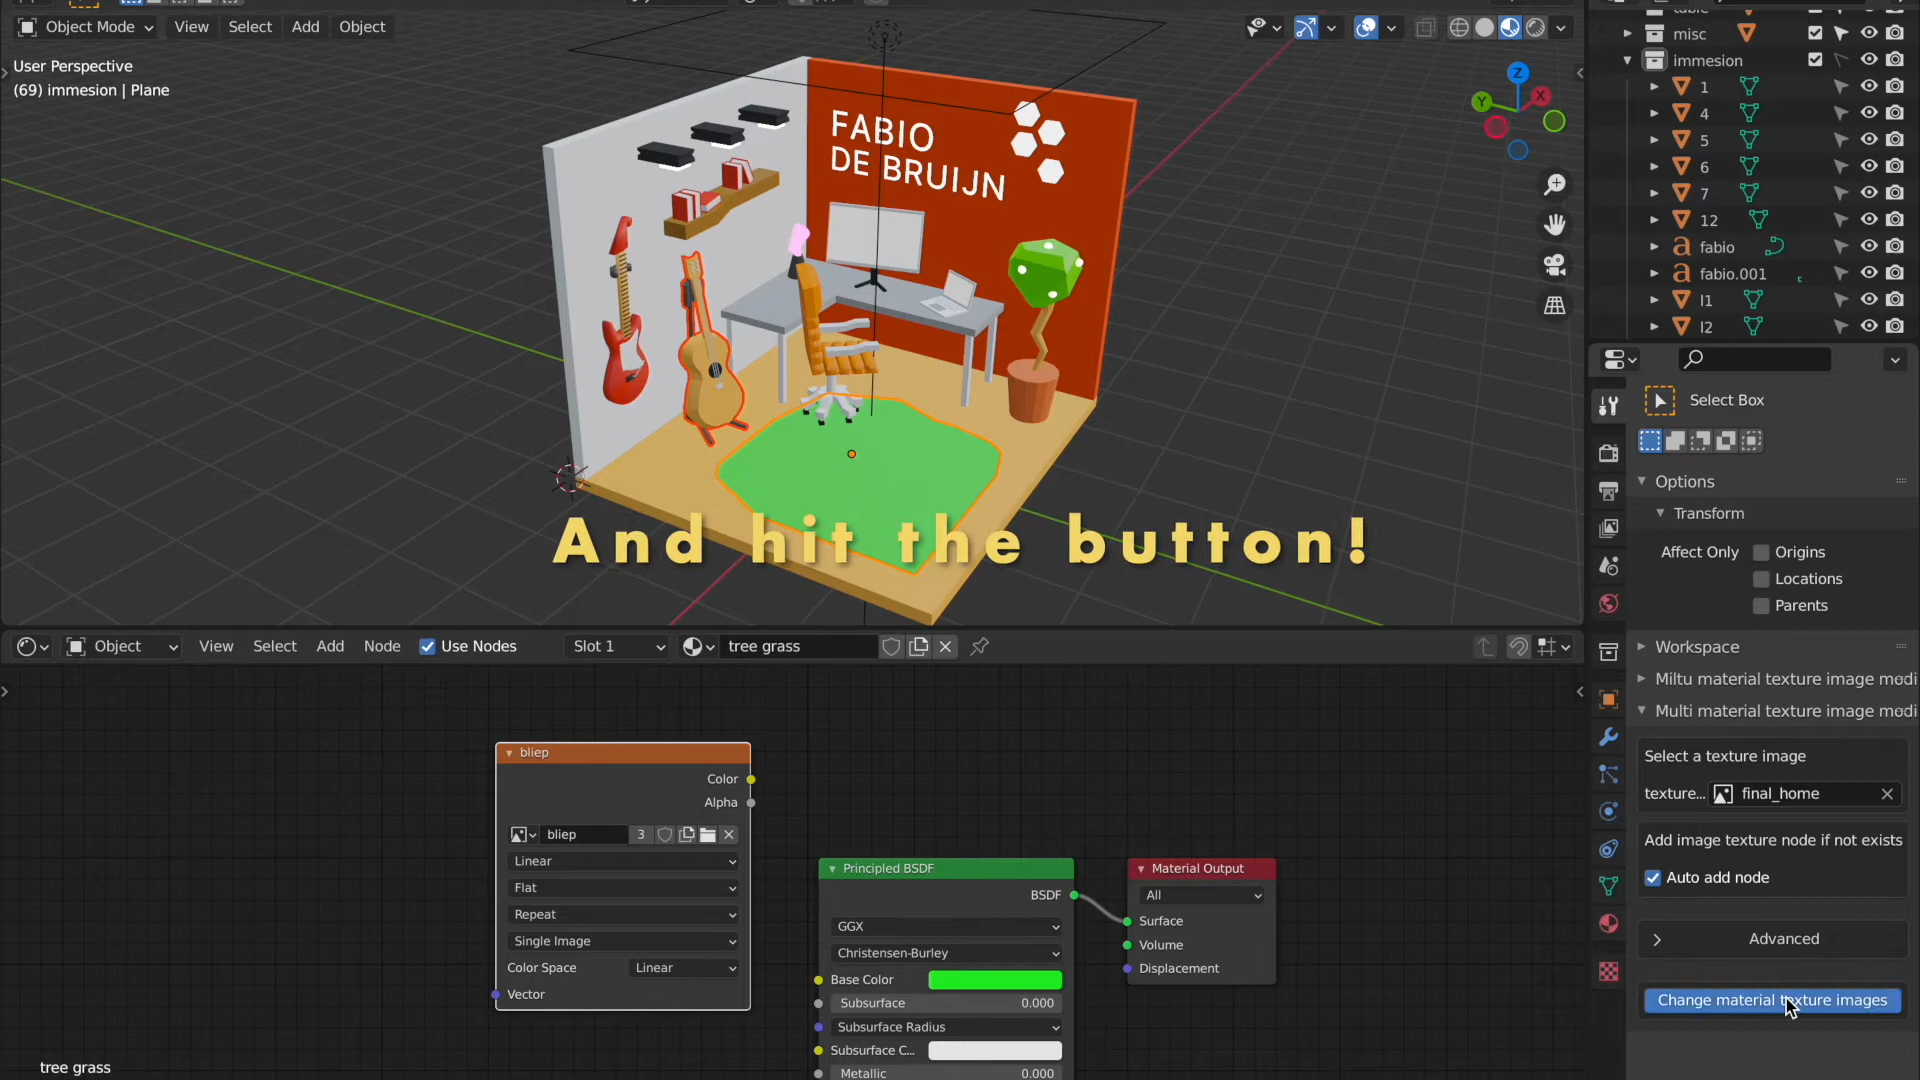 Object Mode View Select Add Object
User Perspective
(69) immesion | Plane
FABIO
DE BRUIJN
And hit the button!
Z
Y
X
misc
immesion
1
4
5
6
7
12
fabio
fabio.001
l1
l2
Select Box
Options
Transform
Affect Only Origins
Locations
Parents
Workspace
Miltu material texture image modi
Multi material texture image modi
Select a texture image
texture... final_home
Add image texture node if not exists
Auto add node
Advanced
Change material texture images
Object View Select Add Node Use Nodes Slot 1 tree grass
bliep
Color
Alpha
bliep 3
Linear
Flat
Repeat
Single Image
Color Space Linear
Vector
Principled BSDF
BSDF
GGX
Christensen-Burley
Base Color
Subsurface 0.000
Subsurface Radius
Subsurface C...
Metallic 0.000
Material Output
All
Surface
Volume
Displacement
tree grass